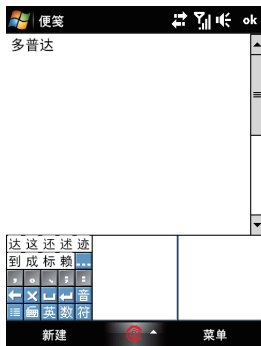 便笺 ok
多普达
达 这 还 述 迹
到 成 标 赖 …
， 。 、 ； ：
音
英 数 符
新建 菜单